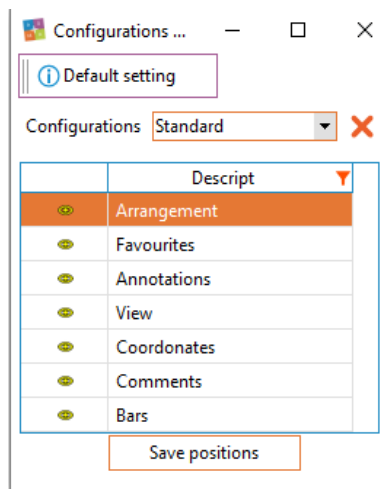 Configurations ...
Default setting
Configurations Standard
Descript
Arrangement
Favourites
Annotations
View
Coordonates
Comments
Bars
Save positions